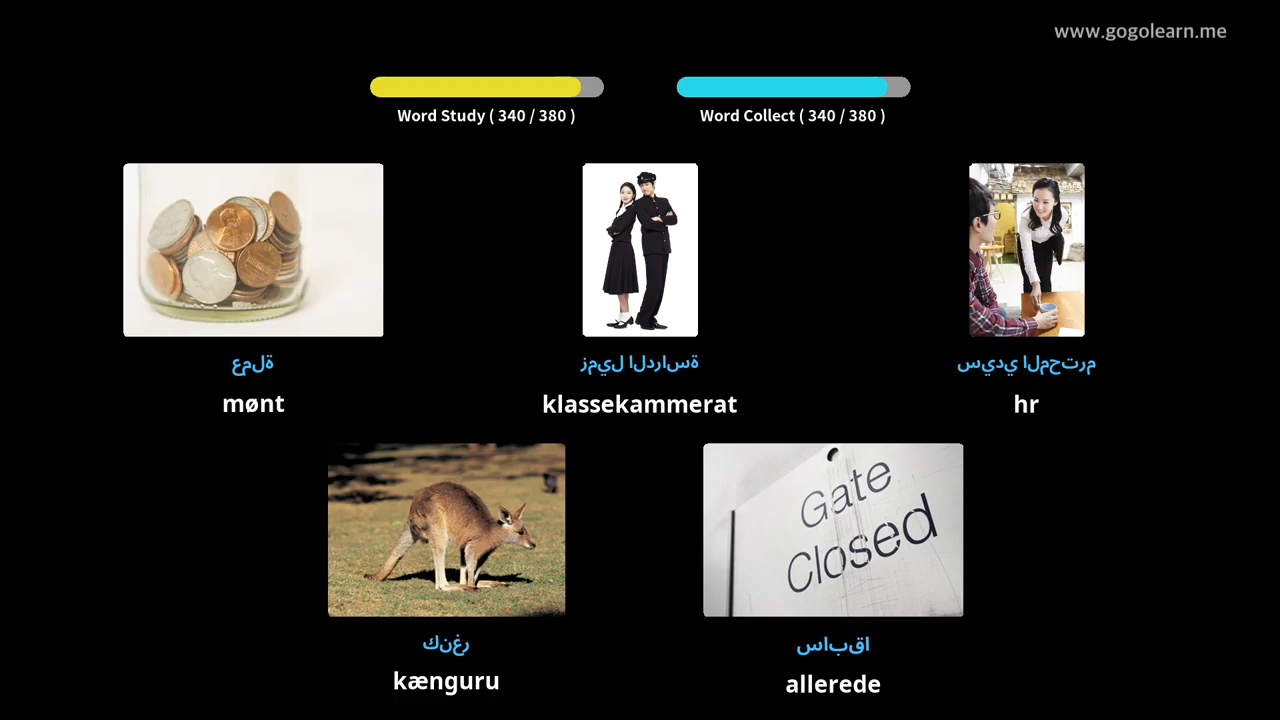 www.gogolearn.me
Word Study ( 340 / 380 )
Word Collect ( 340 / 380 )
عملة
mønt
زميل الدراسة
klassekammerat
سيدي المحترم
hr
Gate
Closed
كنغر
kænguru
سابقا
allerede